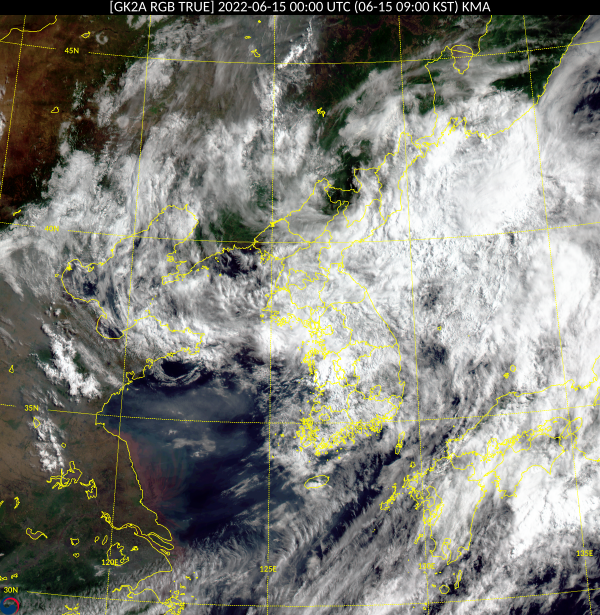 [GK2A RGB TRUE] 2022-06-15 00:00 UTC (06-15 09:00 KST) KMA
45N
40N
35N
120E
125E
130E
135E
30N